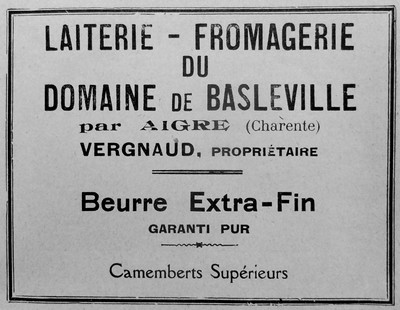 LAITERIE - FROMAGERIE
DU
DOMAINE DE BASLEVILLE
par AIGRE (Charente)
VERGNAUD, PROPRIÉTAIRE
Beurre Extra-Fin
GARANTI PUR
Camemberts Supérieurs